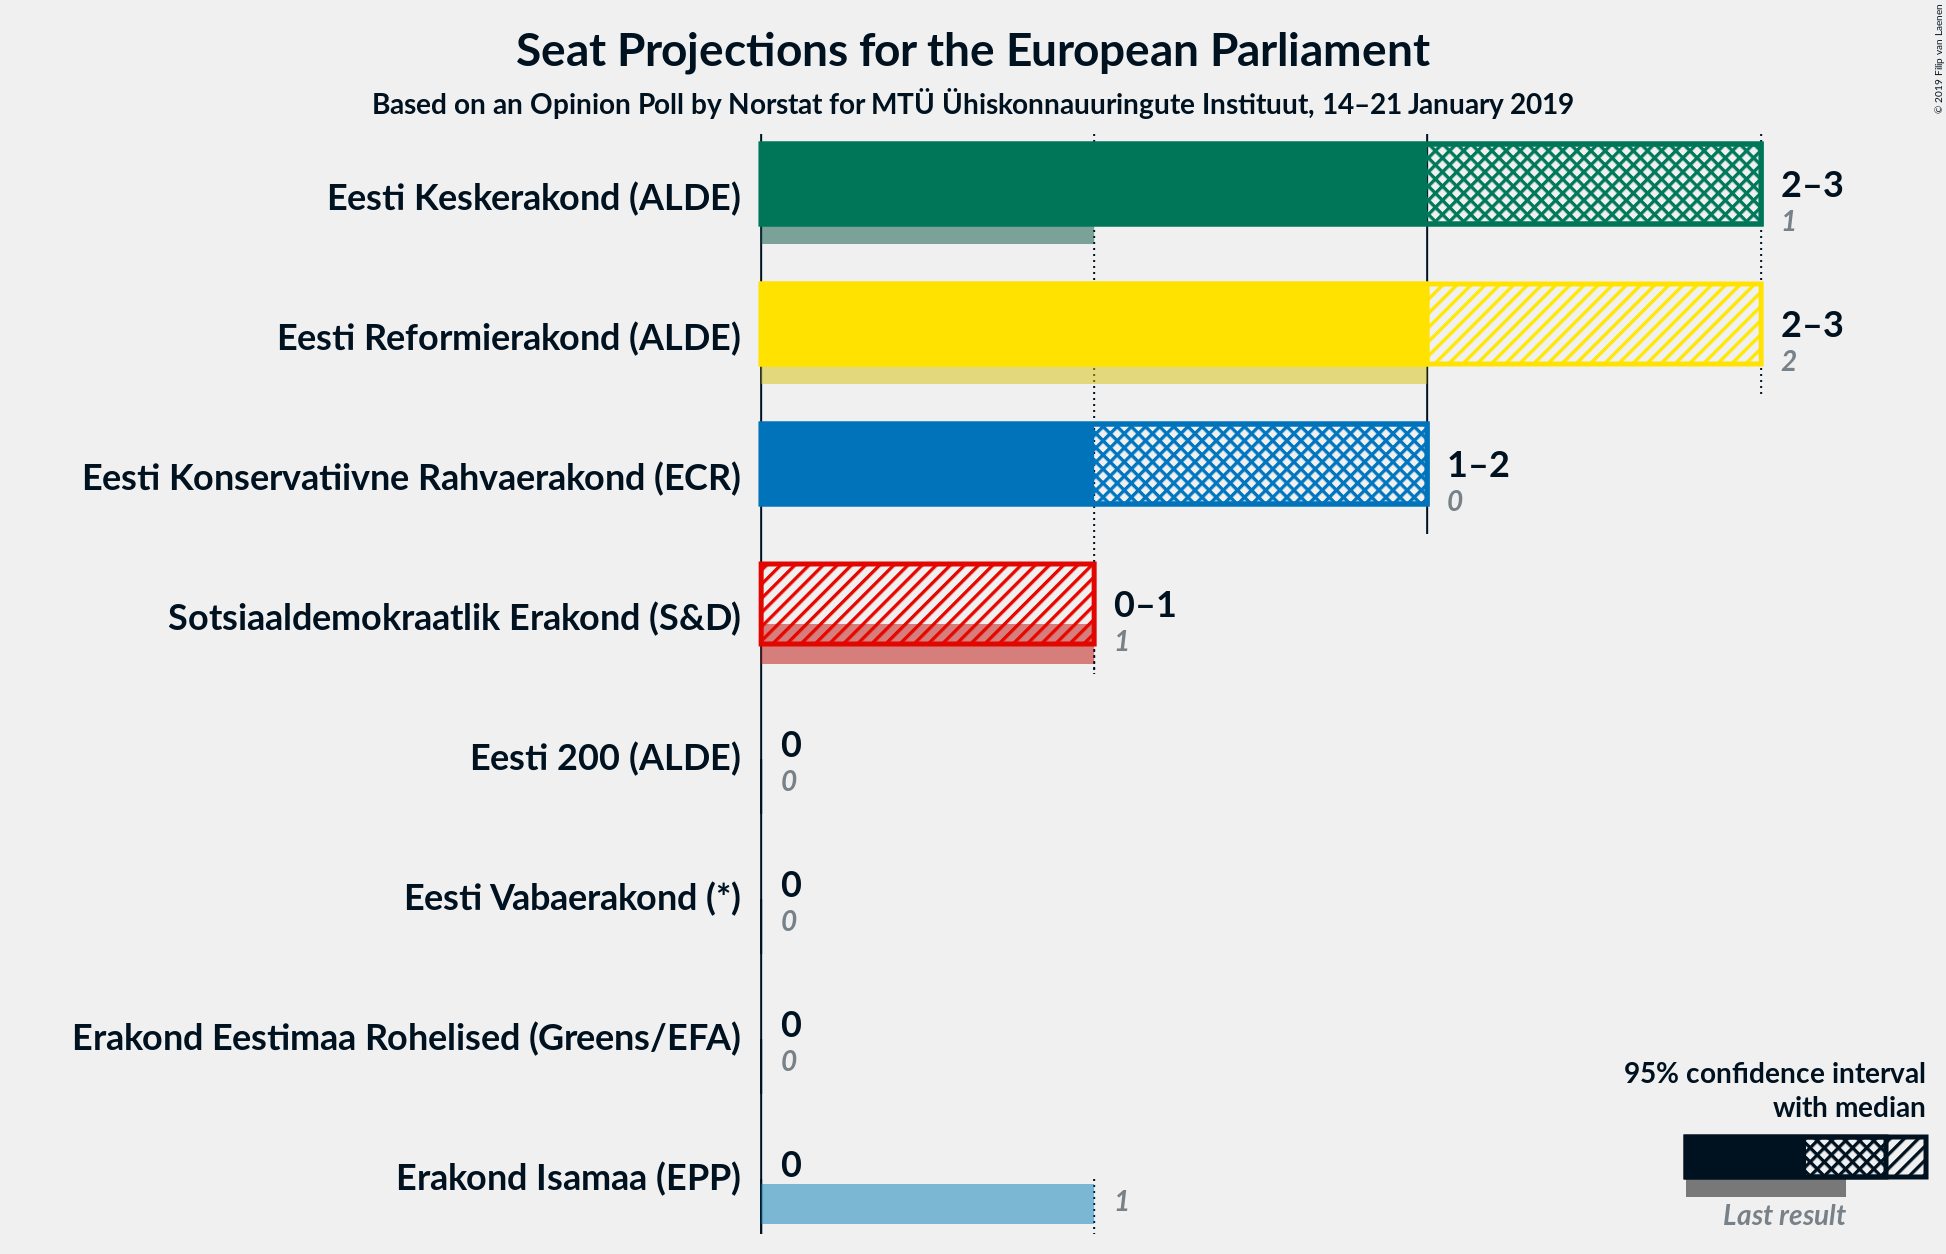 Seat Projections for the European Parliament
Based on an Opinion Poll by Norstat for MTÜ Ühiskonnauuringute Instituut, 14–21 January 2019
© 2019 Filip van Laenen
Eesti Keskerakond (ALDE)
2–3
1
Eesti Reformierakond (ALDE)
2–3
2
Eesti Konservatiivne Rahvaerakond (ECR)
1–2
0
Sotsiaaldemokraatlik Erakond (S&D)
0–1
1
Eesti 200 (ALDE)
0
0
Eesti Vabaerakond (*)
0
0
Erakond Eestimaa Rohelised (Greens/EFA)
0
0
Erakond Isamaa (EPP)
0
1
95% confidence interval
with median
Last result